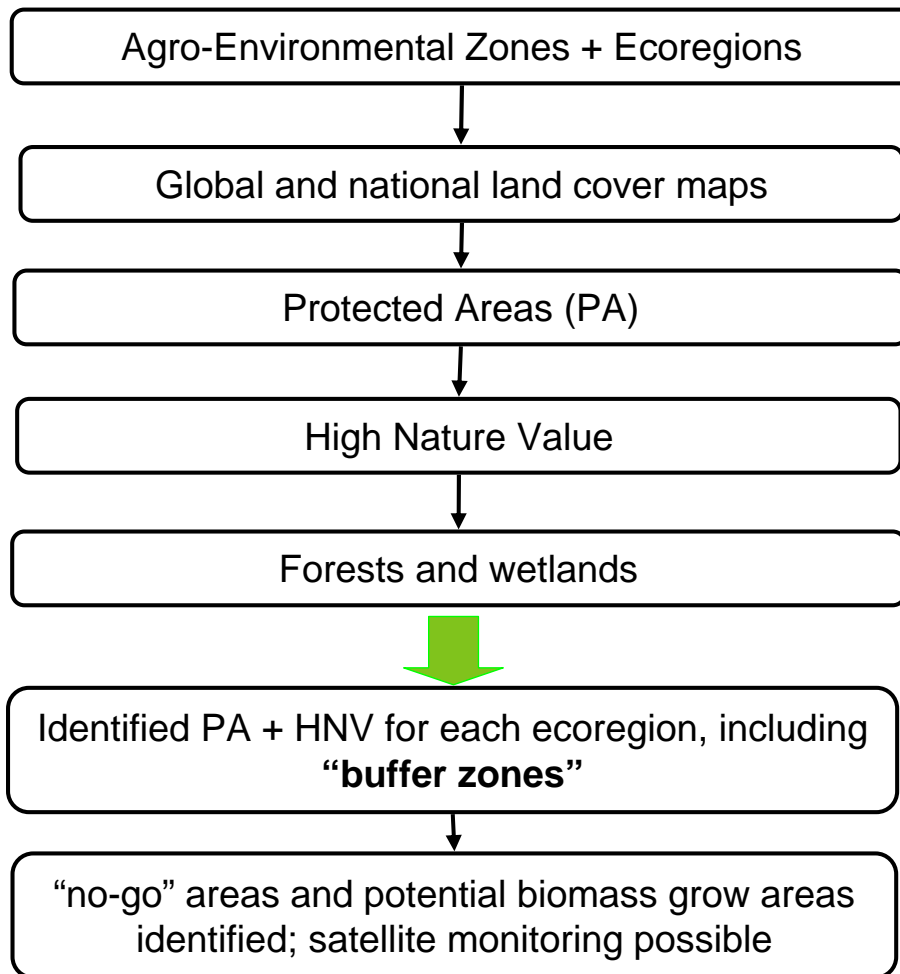 Agro-Environmental Zones + Ecoregions
Global and national land cover maps
Protected Areas (PA)
High Nature Value
Forests and wetlands
Identified PA + HNV for each ecoregion, including
“buffer zones”
“no-go” areas and potential biomass grow areas
identified; satellite monitoring possible